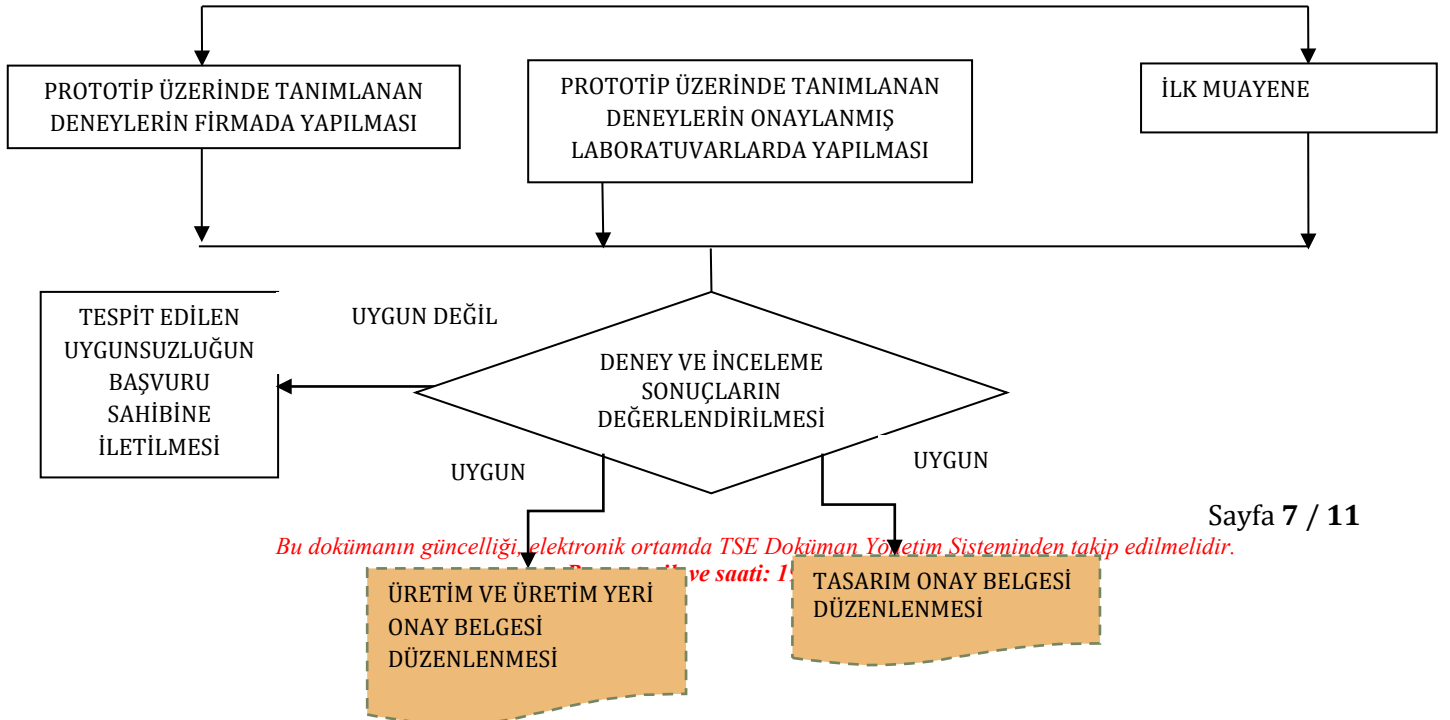 PROTOTİP ÜZERİNDE TANIMLANAN
DENEYLERİN FİRMADA YAPILMASI
PROTOTİP ÜZERİNDE TANIMLANAN
DENEYLERİN ONAYLANMIŞ
LABORATUVARLARDA YAPILMASI
İLK MUAYENE
TESPİT EDİLEN
UYGUNSUZLUĞUN
BAŞVURU
SAHİBİNE
İLETİLMESİ
UYGUN DEĞİL
DENEY VE İNCELEME
SONUÇLARIN
DEĞERLENDİRİLMESİ
UYGUN
UYGUN
Sayfa 7 / 11
Bu dokümanın güncelliği, elektronik ortamda TSE Doküman Yönetim Sisteminden takip edilmelidir.
ve saati:
ÜRETİM VE ÜRETİM YERİ
ONAY BELGESİ
DÜZENLENMESİ
TASARIM ONAY BELGESİ
DÜZENLENMESİ